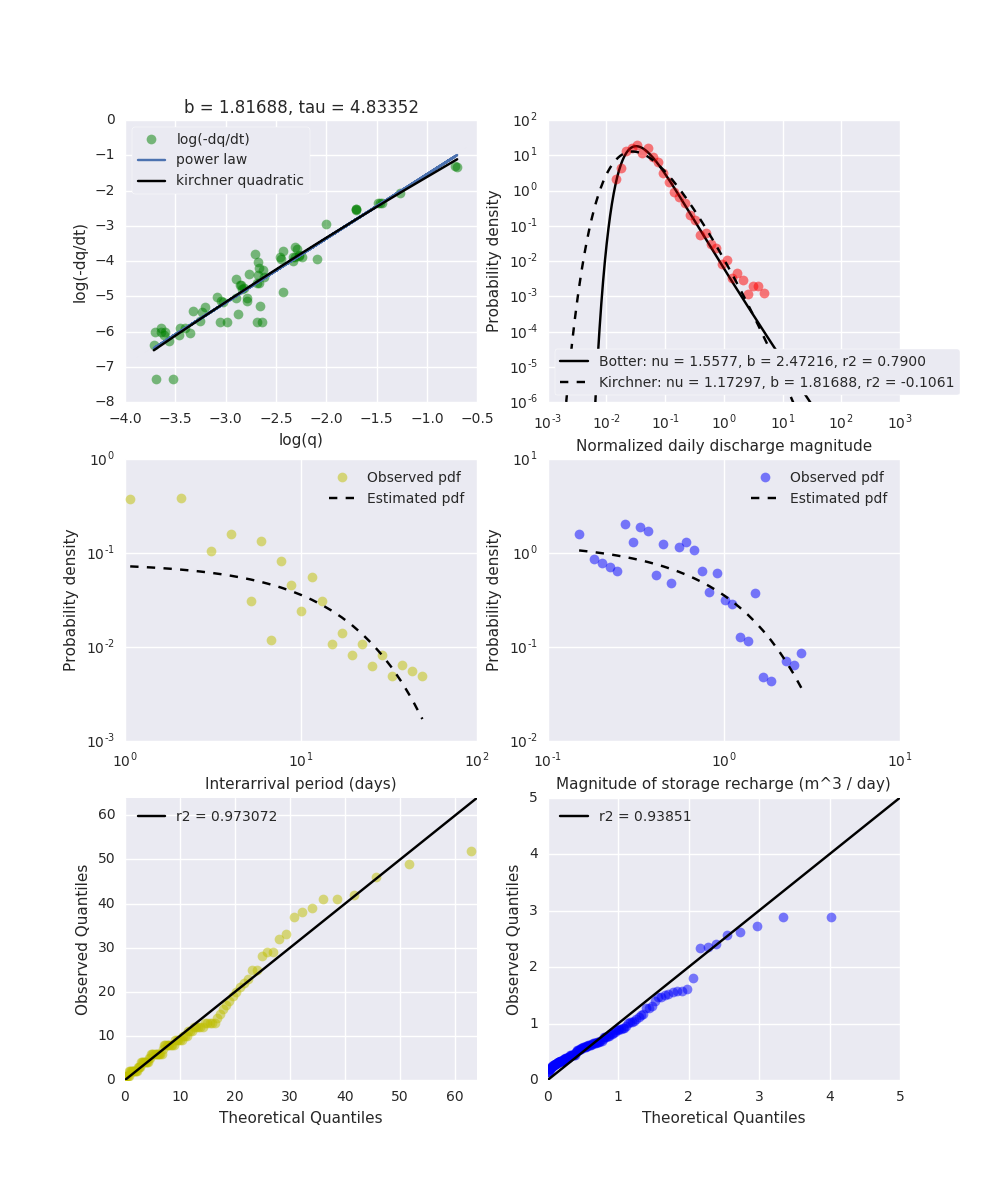 b = 1.81688, tau = 4.83352
log(-dq/dt)
power law
kirchner quadratic
0
−1
−2
−3
−4
−5
−6
−7
−8
log(-dq/dt)
−4.0 −3.5 −3.0 −2.5 −2.0 −1.5 −1.0 −0.5
log(q)
10^2
10^1
10^0
10^-1
10^-2
10^-3
10^-4
10^-5
10^-6
Probability density
Botter: nu = 1.5577, b = 2.47216, r2 = 0.7900
Kirchner: nu = 1.17297, b = 1.81688, r2 = -0.1061
10^-3 10^-2 10^-1 10^0 10^1 10^2 10^3
Normalized daily discharge magnitude
10^0
10^-1
10^-2
10^-3
Probability density
Observed pdf
Estimated pdf
10^0 10^1 10^2
Interarrival period (days)
10^1
10^0
10^-1
10^-2
Probability density
Observed pdf
Estimated pdf
10^-1 10^0 10^1
Magnitude of storage recharge (m^3 / day)
60
50
40
30
20
10
0
Observed Quantiles
r2 = 0.973072
0 10 20 30 40 50 60
Theoretical Quantiles
5
4
3
2
1
0
Observed Quantiles
r2 = 0.93851
0 1 2 3 4 5
Theoretical Quantiles